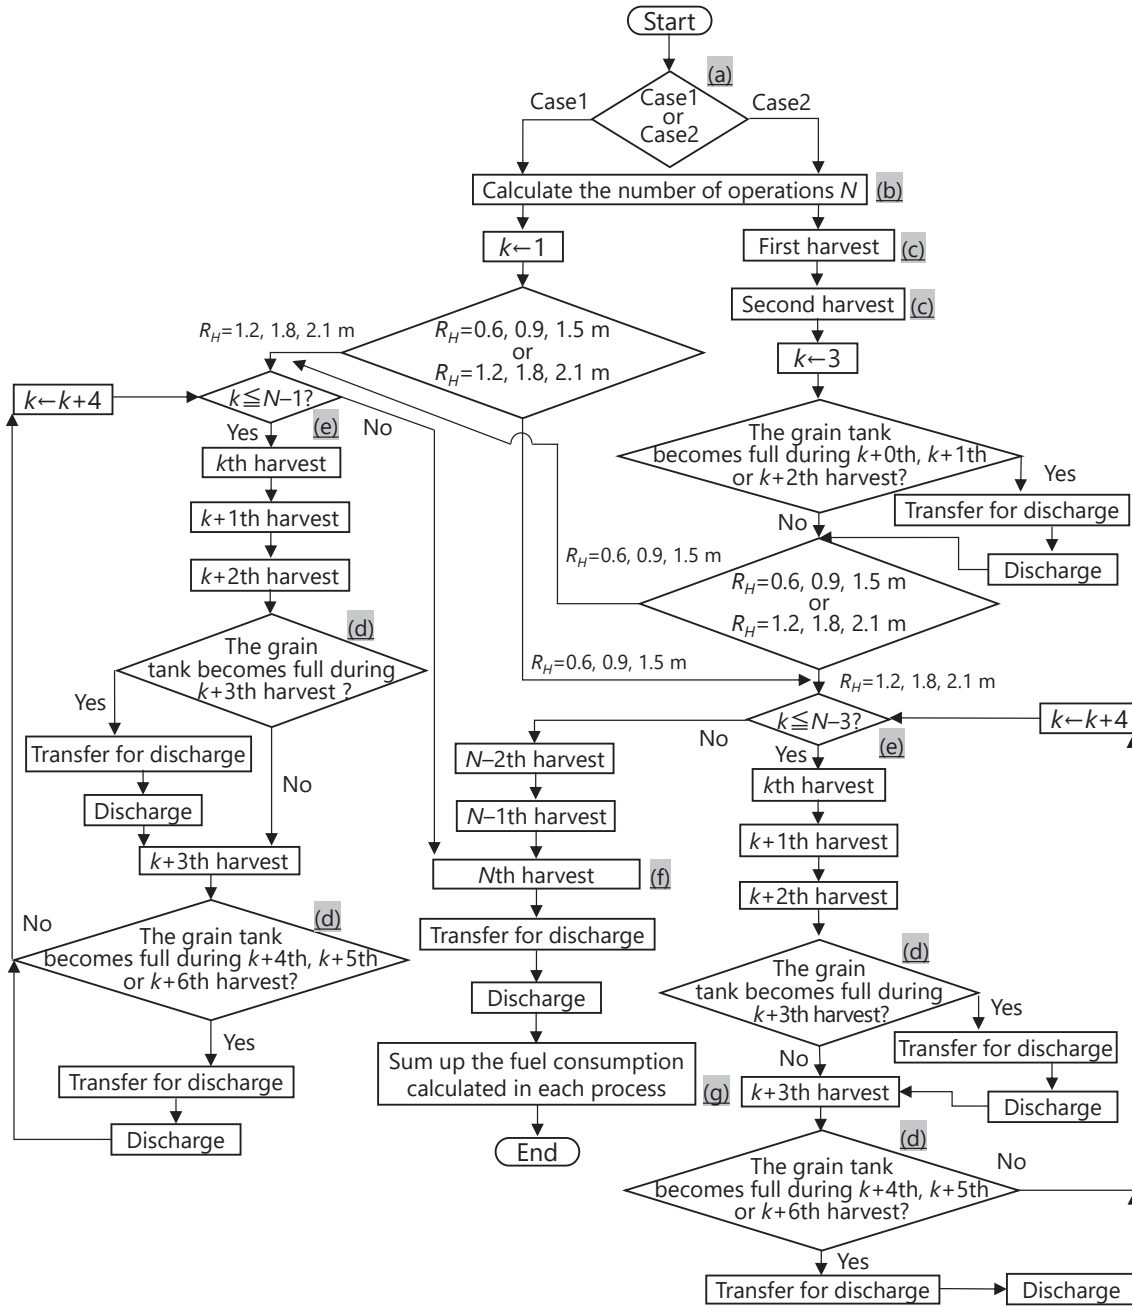 Start
(a)
Case1
Case1
or
Case2
Case2
Calculate the number of operations N
(b)
k←1
First harvest
(c)
Second harvest
(c)
k←3
R_H=1.2, 1.8, 2.1 m
R_H=0.6, 0.9, 1.5 m
or
R_H=1.2, 1.8, 2.1 m
k←k+4
k≦N–1?
(e)
Yes
No
kth harvest
k+1th harvest
k+2th harvest
(d)
The grain
tank becomes full during
k+3th harvest ?
Yes
No
Transfer for discharge
Discharge
k+3th harvest
(d)
No
The grain tank
becomes full during k+4th, k+5th
or k+6th harvest?
Yes
Transfer for discharge
Discharge
The grain tank
becomes full during k+0th, k+1th
or k+2th harvest?
Yes
Transfer for discharge
No
Discharge
R_H=0.6, 0.9, 1.5 m
R_H=0.6, 0.9, 1.5 m
or
R_H=1.2, 1.8, 2.1 m
R_H=0.6, 0.9, 1.5 m
R_H=1.2, 1.8, 2.1 m
k≦N–3?
k←k+4
No
(e)
Yes
N–2th harvest
N–1th harvest
Nth harvest
(f)
Transfer for discharge
Discharge
Sum up the fuel consumption
calculated in each process
(g)
End
kth harvest
k+1th harvest
k+2th harvest
(d)
The grain
tank becomes full during
k+3th harvest?
Yes
Transfer for discharge
No
Discharge
k+3th harvest
(d)
The grain tank
becomes full during k+4th, k+5th
or k+6th harvest?
No
Yes
Transfer for discharge
Discharge